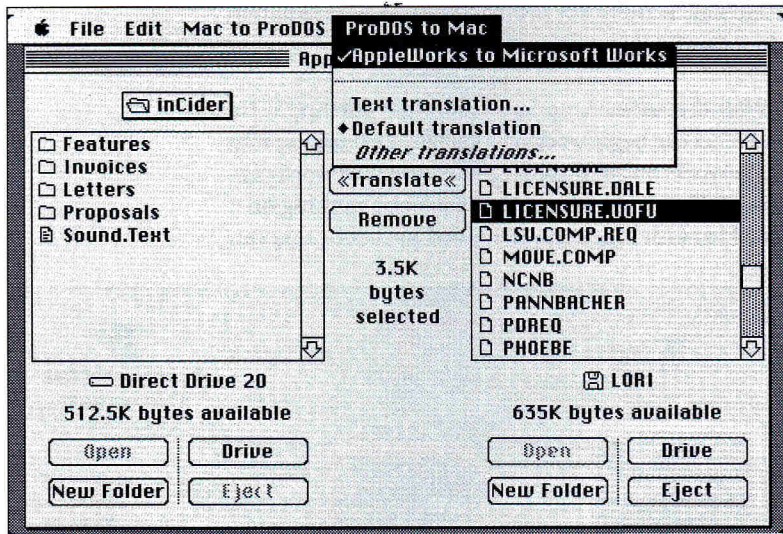 File Edit Mac to ProDOS ProDOS to Mac
App
✓AppleWorks to Microsoft Works
Text translation...
◆Default translation
Other translations...
inCider
Features
Invoices
Letters
Proposals
Sound.Text
«Translate«
Remove
3.5K
bytes
selected
LICENSURE
LICENSURE.DALE
LICENSURE.UOFU
LSU.COMP.REQ
MOVE.COMP
NCNB
PANNBACHER
PDREQ
PHOEBE
Direct Drive 20
512.5K bytes available
Open Drive
New Folder Eject
LORI
635K bytes available
Open Drive
New Folder Eject